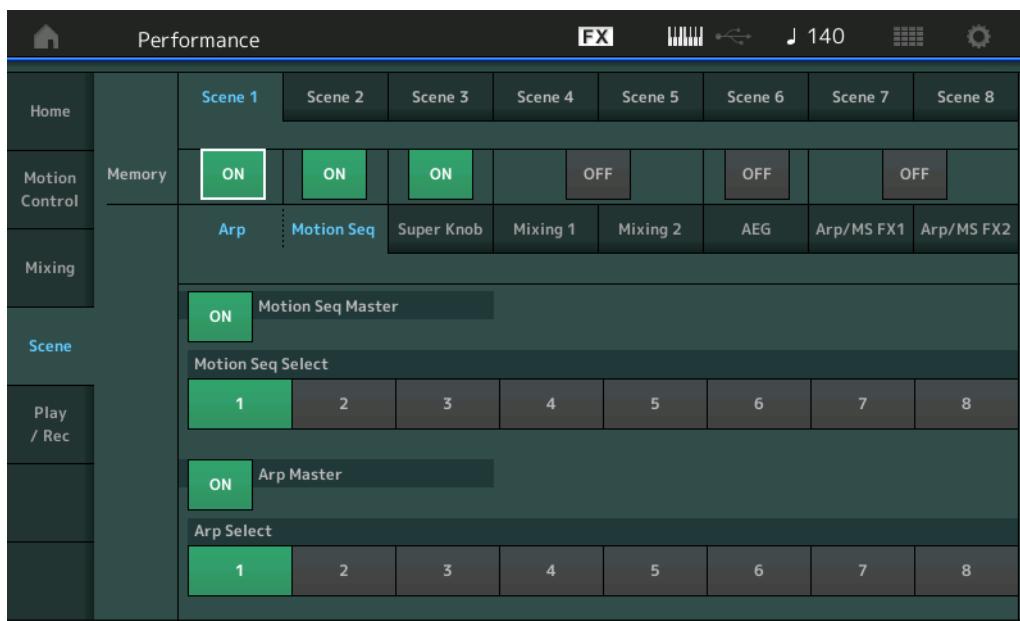 Performance FX 140
Scene 1 Scene 2 Scene 3 Scene 4 Scene 5 Scene 6 Scene 7 Scene 8
Home
Memory ON ON ON OFF OFF OFF
Motion
Control
Arp Motion Seq Super Knob Mixing 1 Mixing 2 AEG Arp/MS FX1 Arp/MS FX2
Mixing
ON Motion Seq Master
Scene
Motion Seq Select
1 2 3 4 5 6 7 8
Play
/ Rec
ON Arp Master
Arp Select
1 2 3 4 5 6 7 8